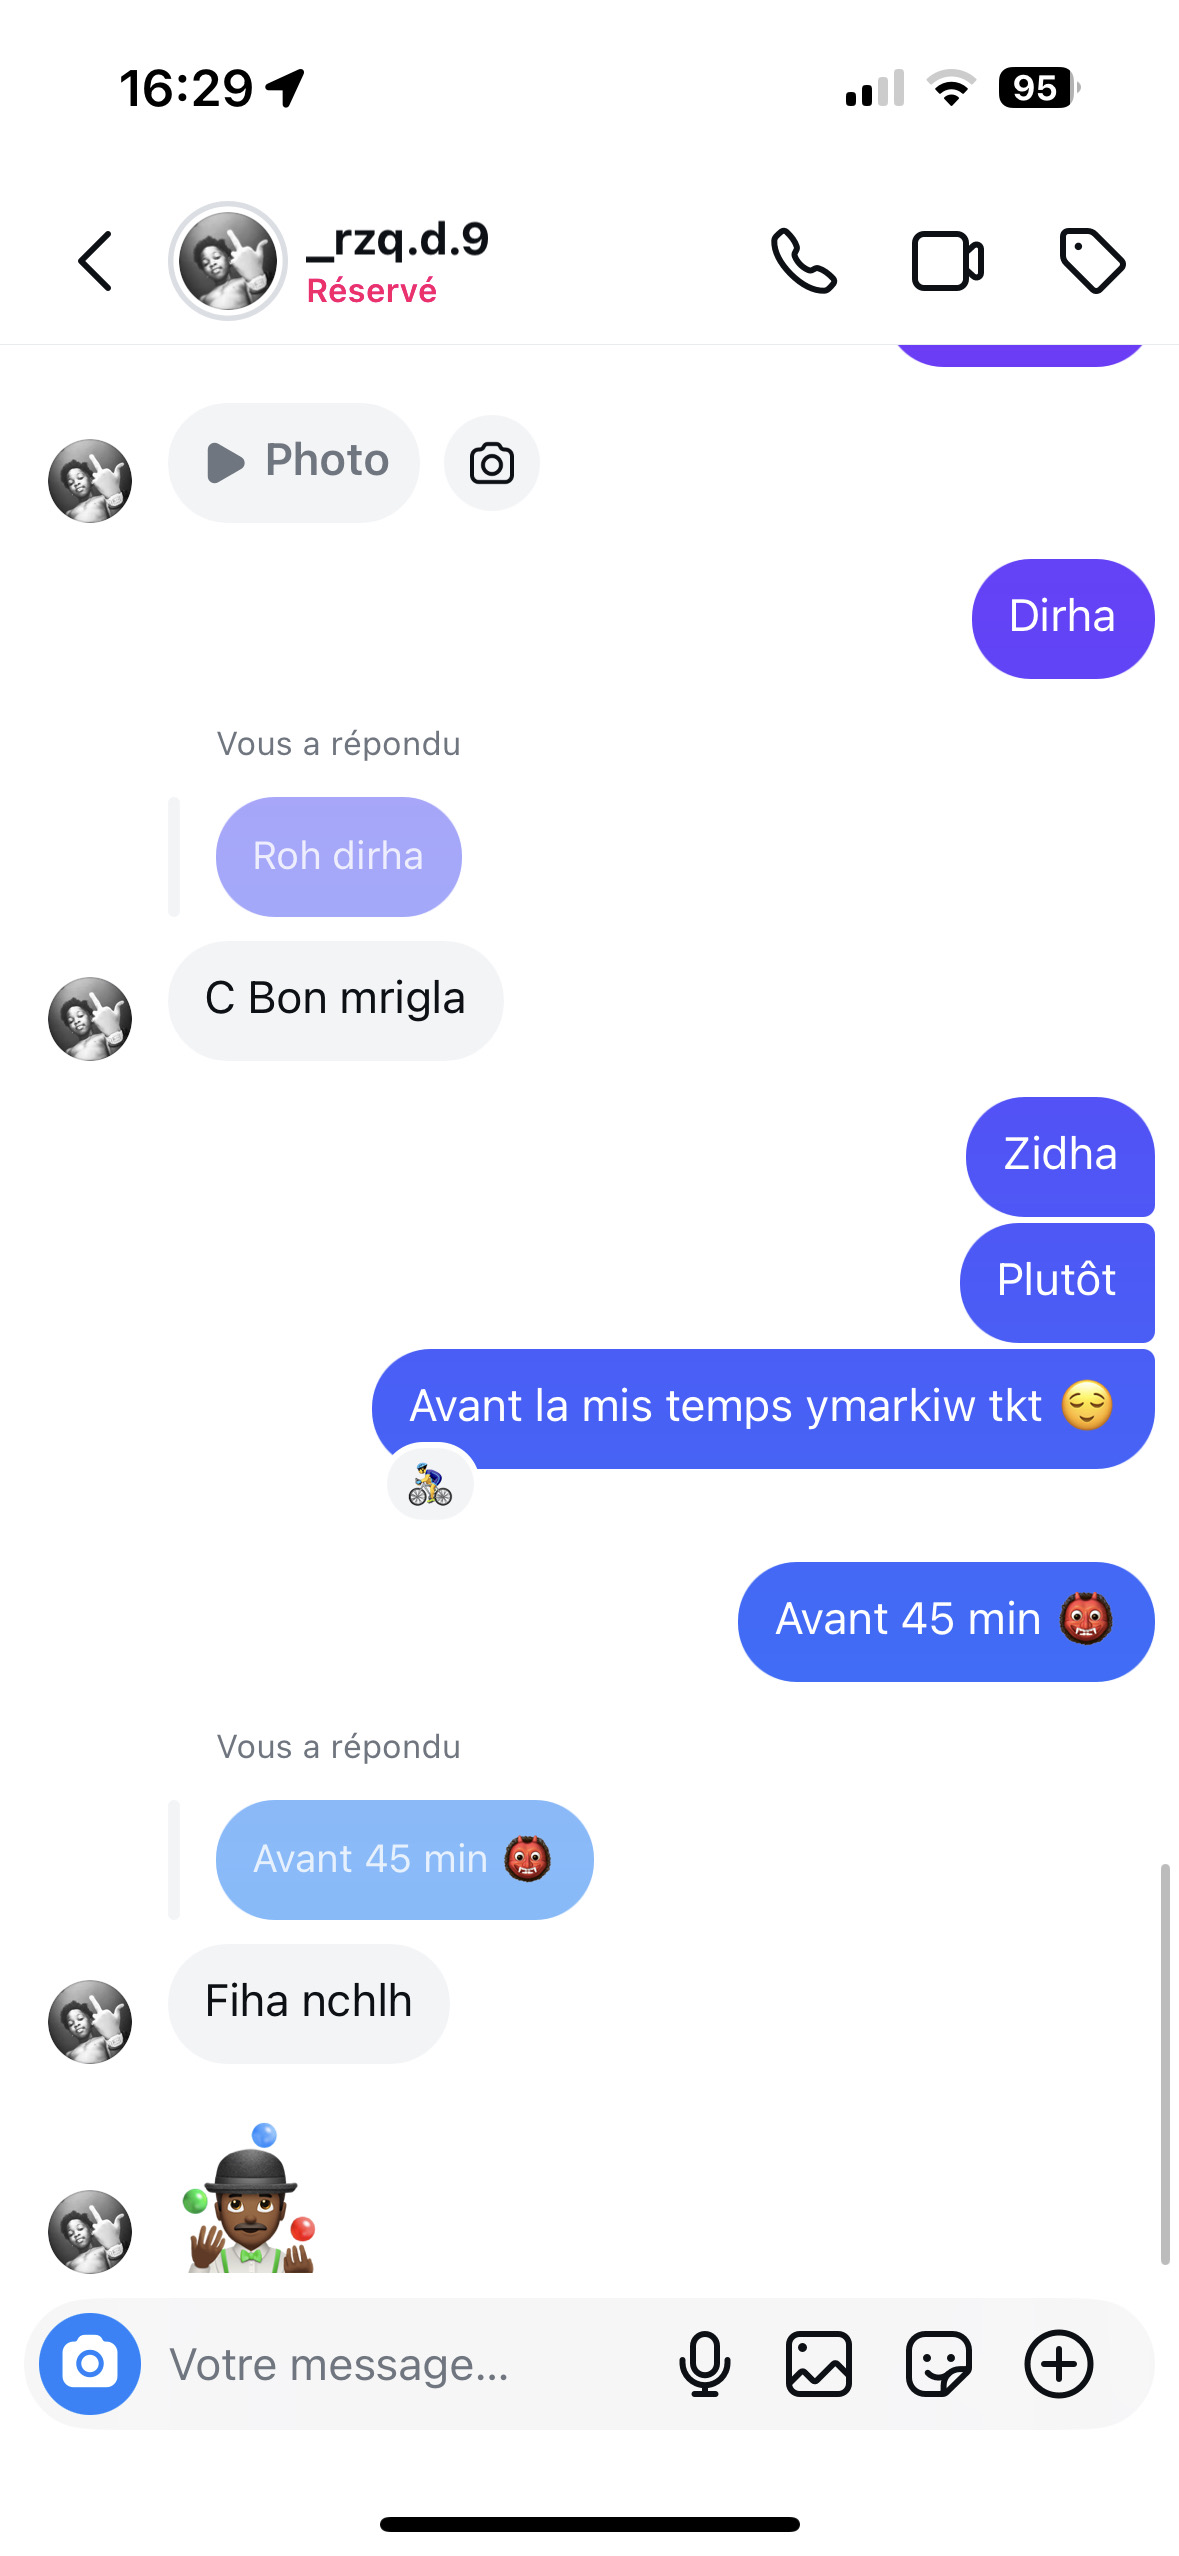 16:29
95
_rzq.d.9
Réservé
Photo
Dirha
Vous a répondu
Roh dirha
C Bon mrigla
Zidha
Plutôt
Avant la mis temps ymarkiw tkt 😌
🚴
Avant 45 min 👹
Vous a répondu
Avant 45 min 👹
Fiha nchlh
🤹🏿‍♂️
Votre message...